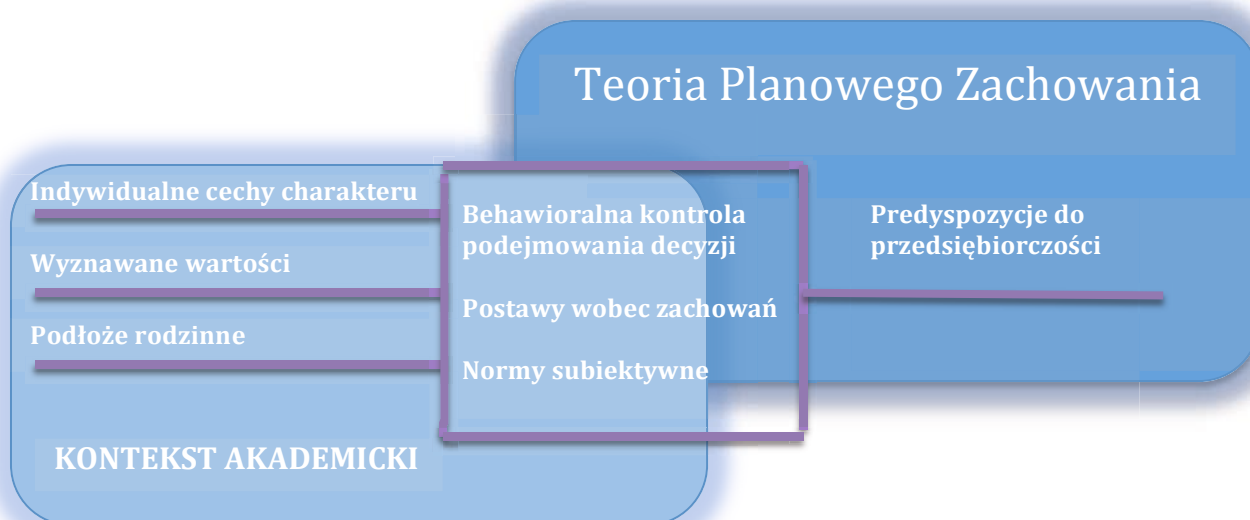 Teoria Planowego Zachowania
Indywidualne cechy charakteru
Wyznawane wartości
Podłoże rodzinne
KONTEKST AKADEMICKI
Behawioralna kontrola
podejmowania decyzji
Postawy wobec zachowań
Normy subiektywne
Predyspozycje do
przedsiębiorczości